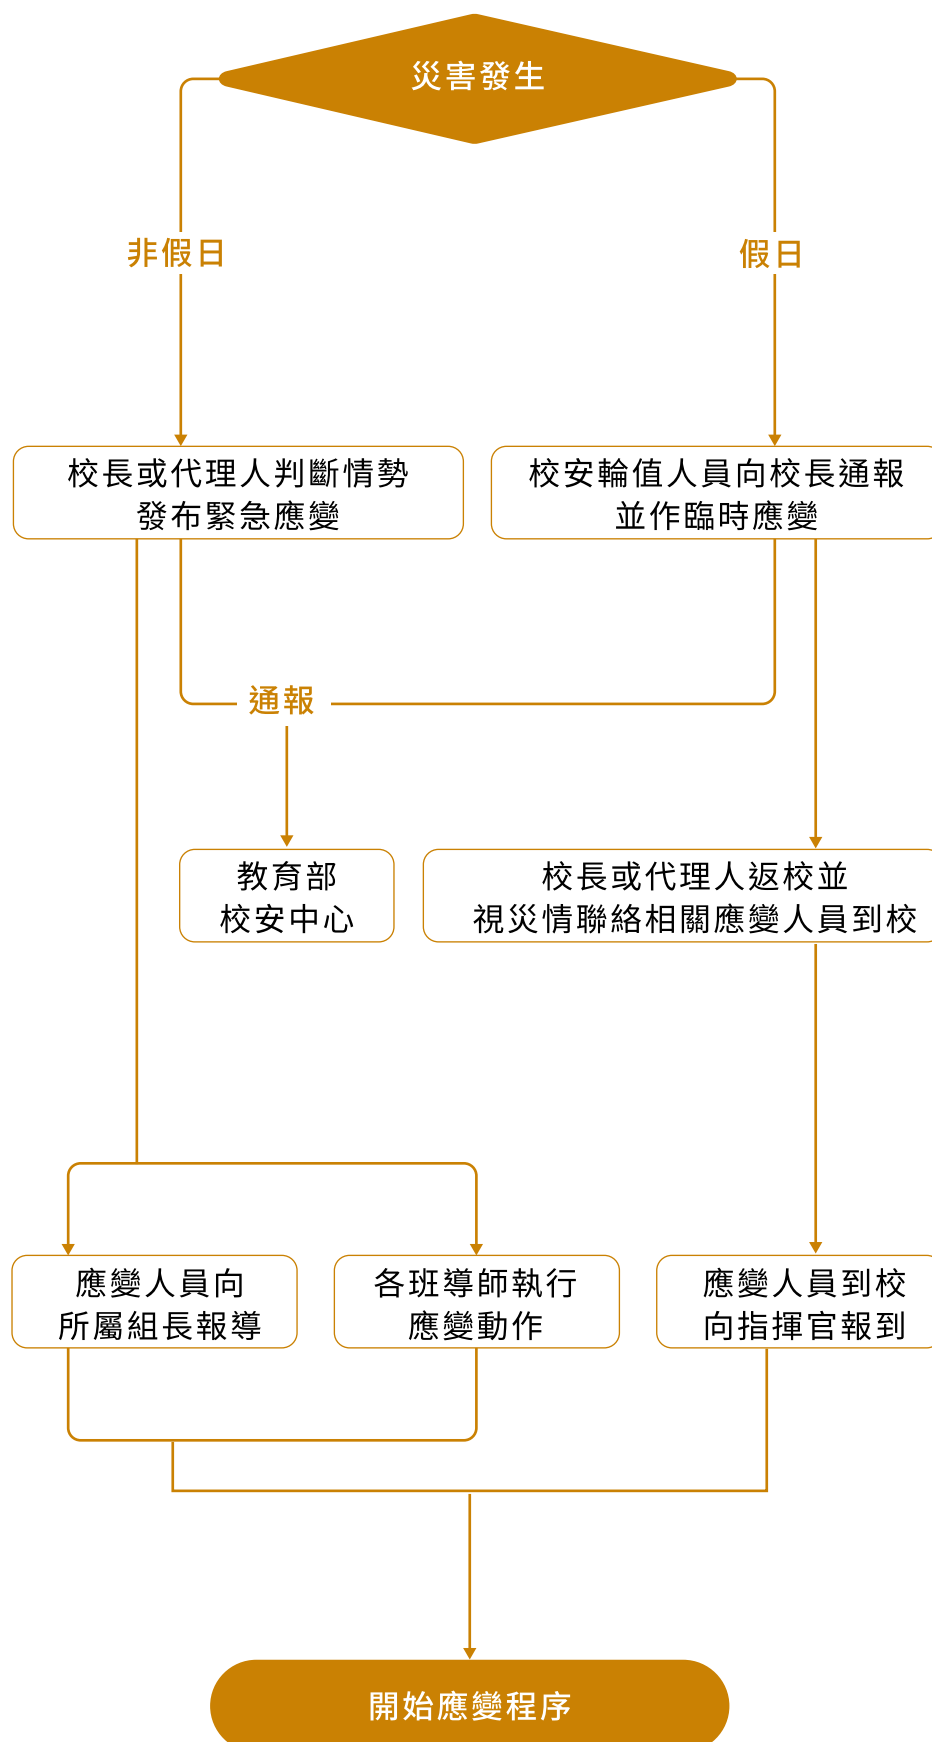 災害發生
非假日
假日
校長或代理人判斷情勢
發布緊急應變
校安輪值人員向校長通報
並作臨時應變
通報
教育部
校安中心
校長或代理人返校並
視災情聯絡相關應變人員到校
應變人員向
所屬組長報導
各班導師執行
應變動作
應變人員到校
向指揮官報到
開始應變程序